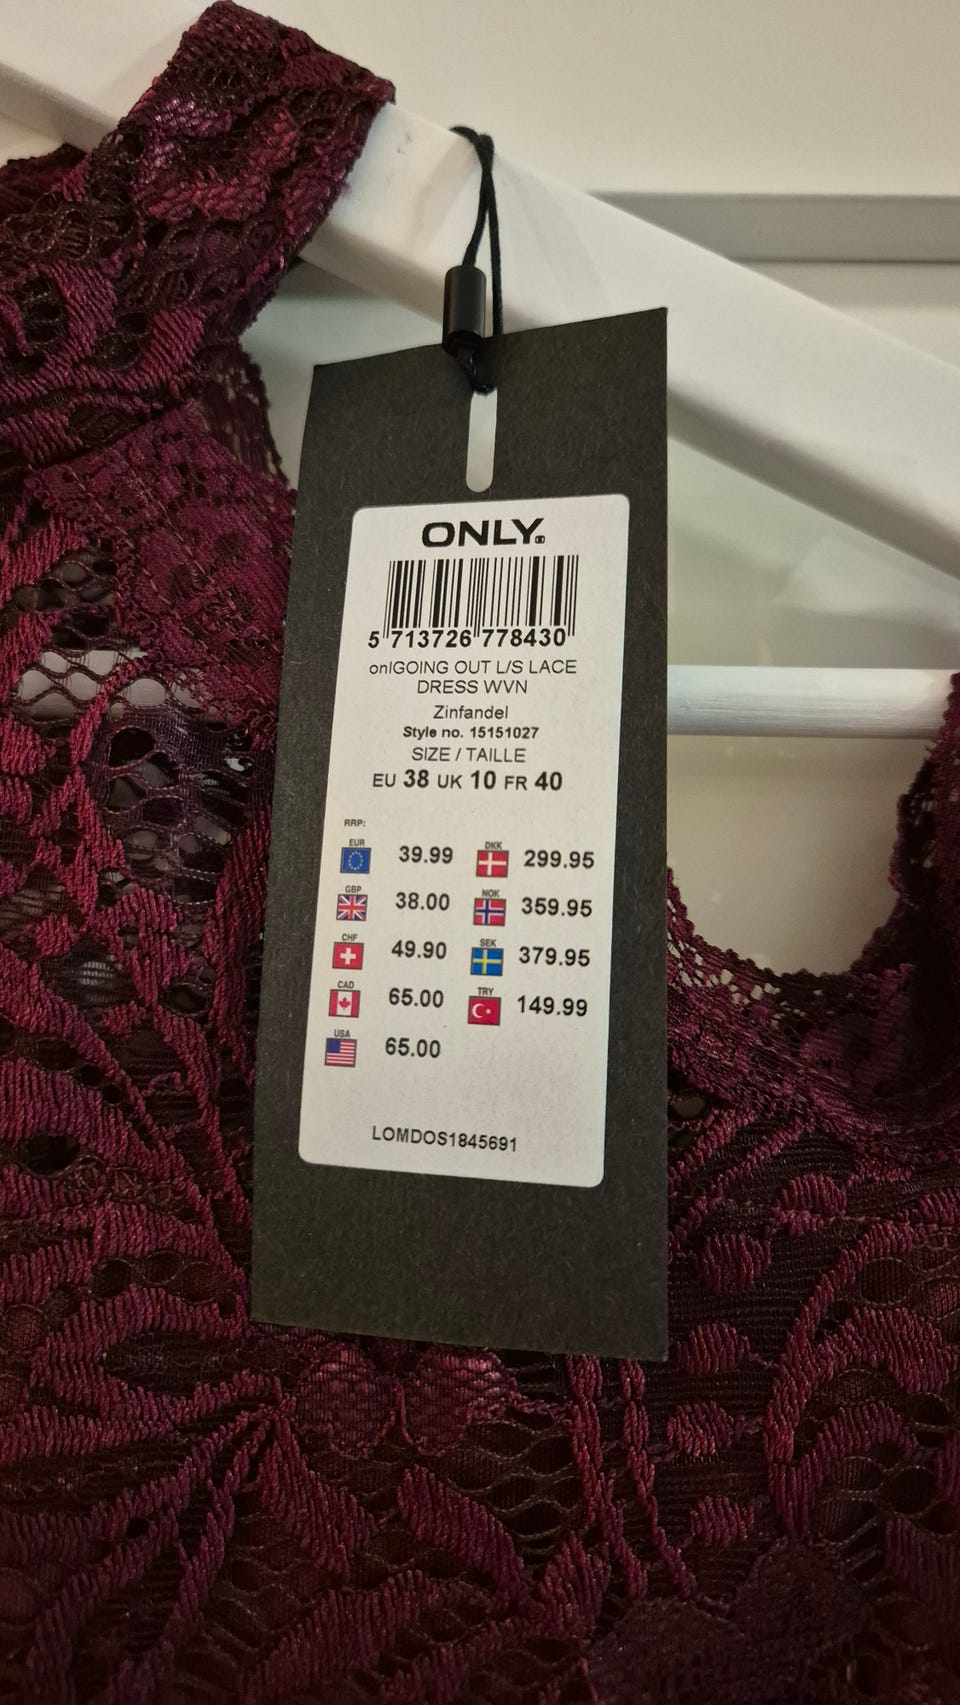 ONLY.
5 713726 778430
onlGOING OUT L/S LACE
DRESS WVN
Zinfandel
Style no. 15151027
SIZE / TAILLE
EU 38 UK 10 FR 40
RRP:
EUR 39.99 DKK 299.95
GBP 38.00 NOK 359.95
CHF 49.90 SEK 379.95
CAD 65.00 TRY 149.99
USA 65.00
LOMDOS1845691